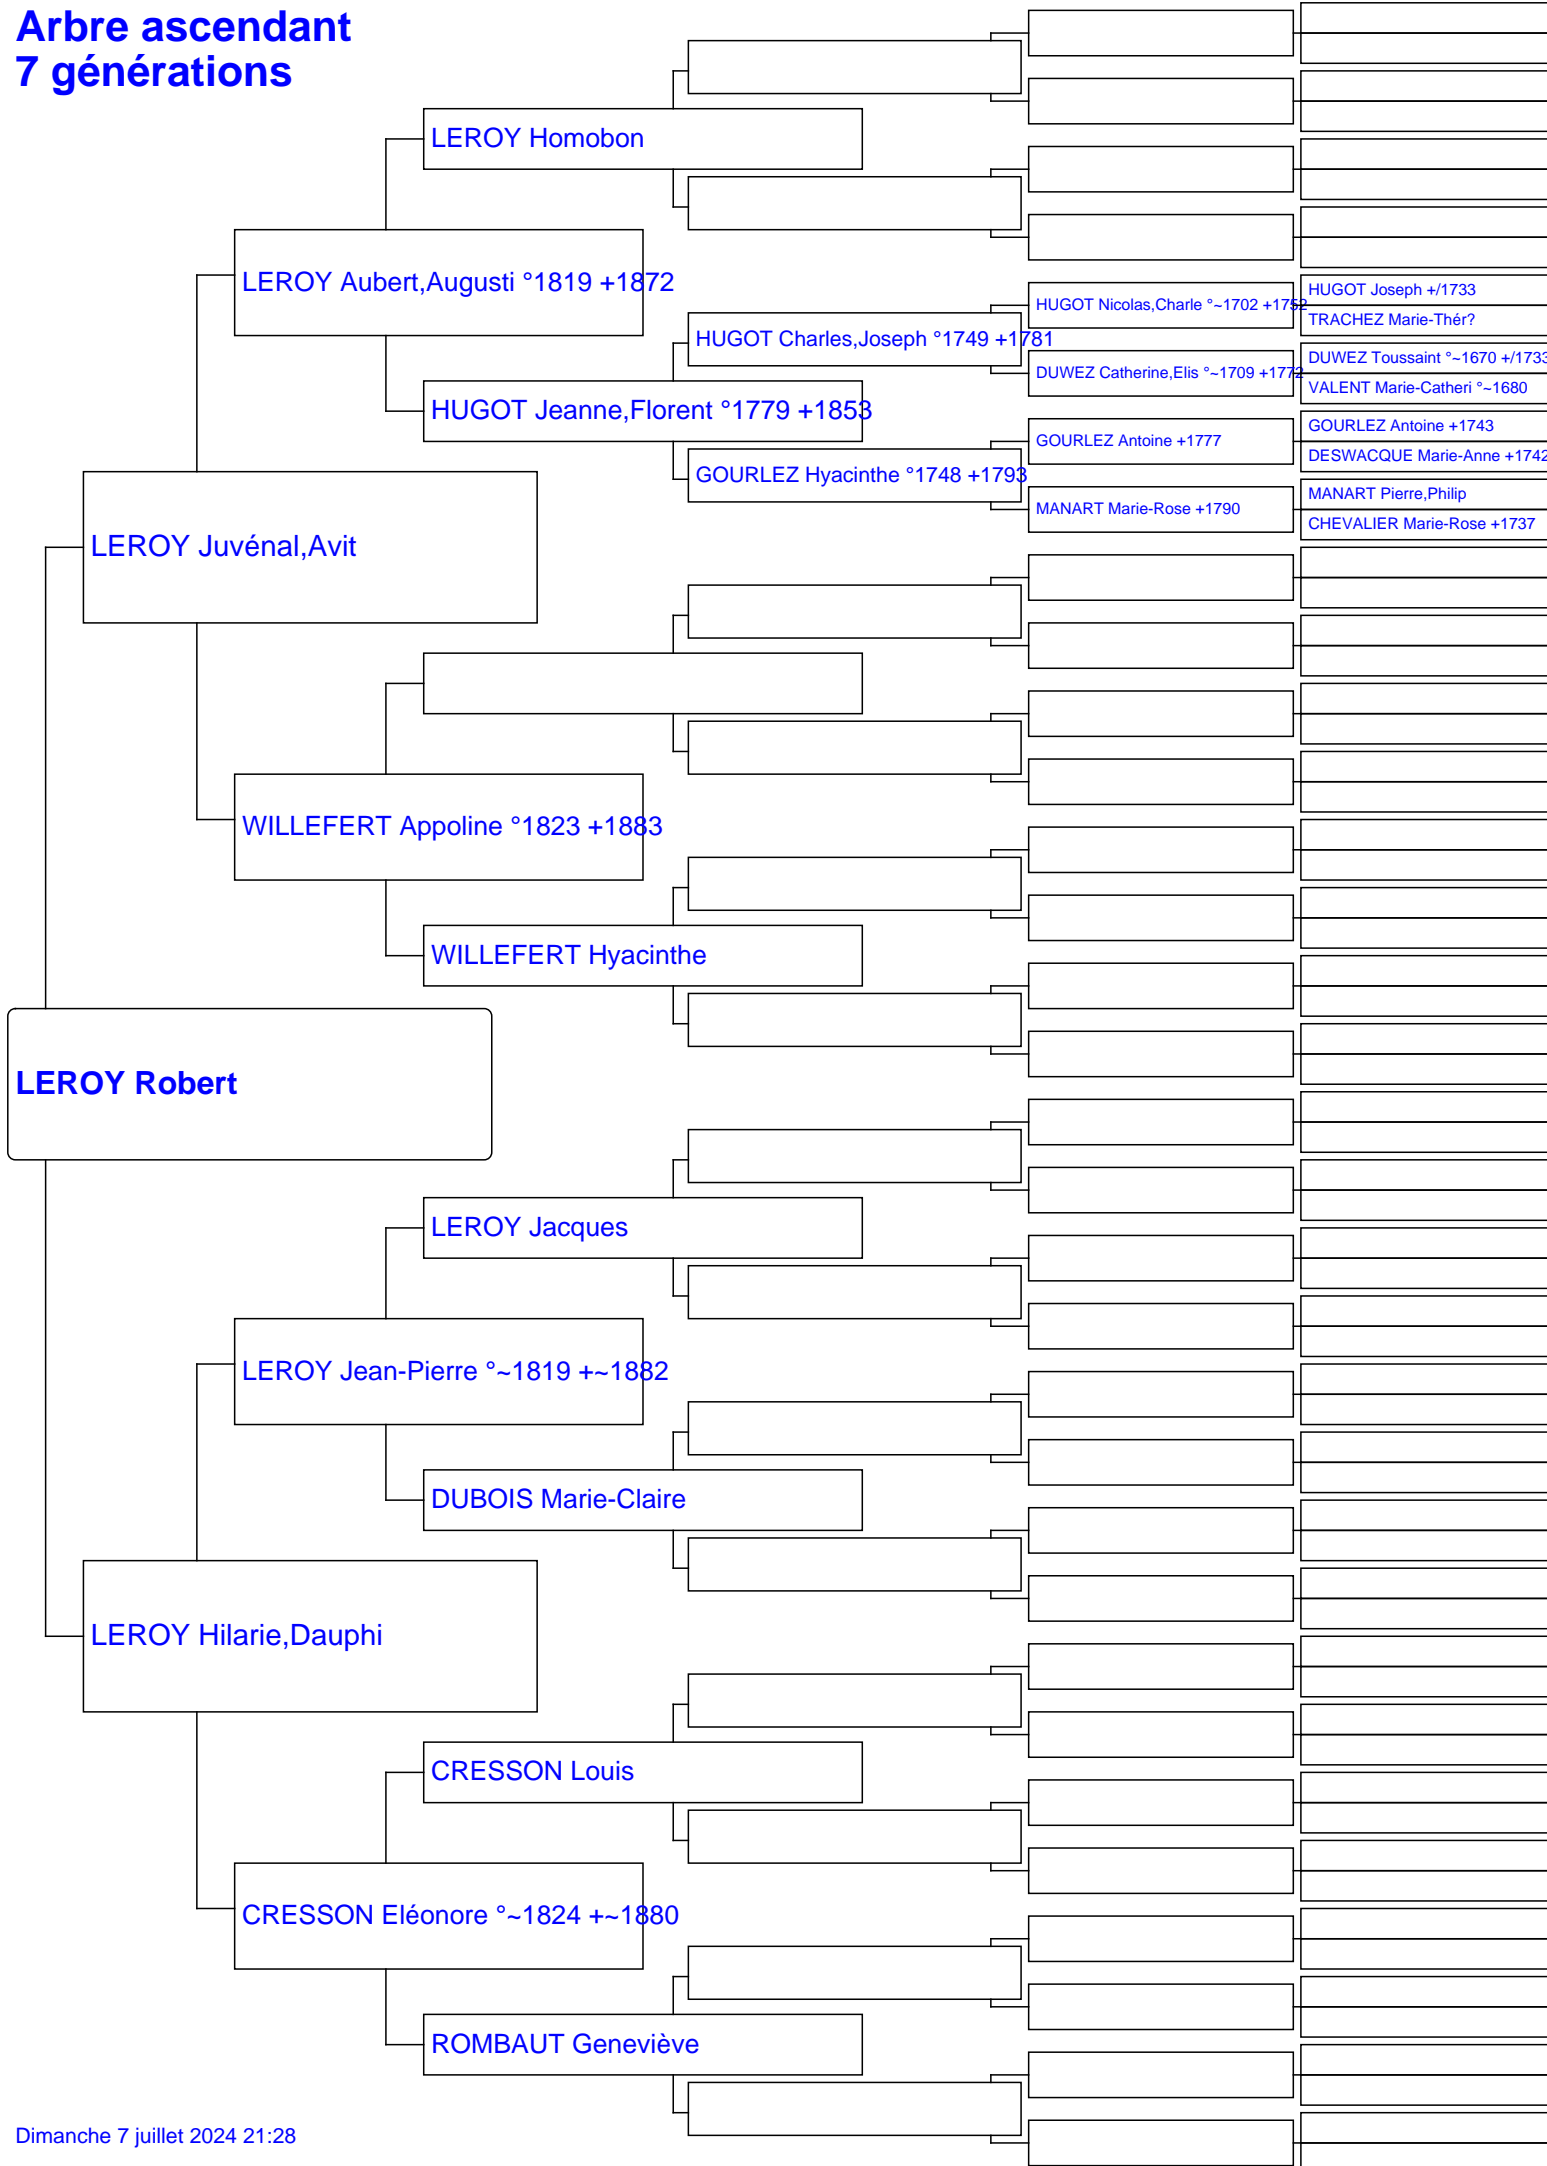 Arbre ascendant
7 générations
LEROY Homobon
LEROY Aubert,Augusti °1819 +1872
HUGOT Joseph +/1733
HUGOT Nicolas,Charle °~1702 +1752
TRACHEZ Marie-Thér?
HUGOT Charles,Joseph °1749 +1781
DUWEZ Toussaint °~1670 +/1733
DUWEZ Catherine,Elis °~1709 +1772
VALENT Marie-Catheri °~1680
HUGOT Jeanne,Florent °1779 +1853
GOURLEZ Antoine +1743
GOURLEZ Antoine +1777
DESWACQUE Marie-Anne +1742
GOURLEZ Hyacinthe °1748 +1793
MANART Pierre,Philip
MANART Marie-Rose +1790
CHEVALIER Marie-Rose +1737
LEROY Juvénal,Avit
WILLEFERT Appoline °1823 +1883
WILLEFERT Hyacinthe
LEROY Robert
LEROY Jacques
LEROY Jean-Pierre °~1819 +~1882
DUBOIS Marie-Claire
LEROY Hilarie,Dauphi
CRESSON Louis
CRESSON Eléonore °~1824 +~1880
ROMBAUT Geneviève
Dimanche 7 juillet 2024 21:28